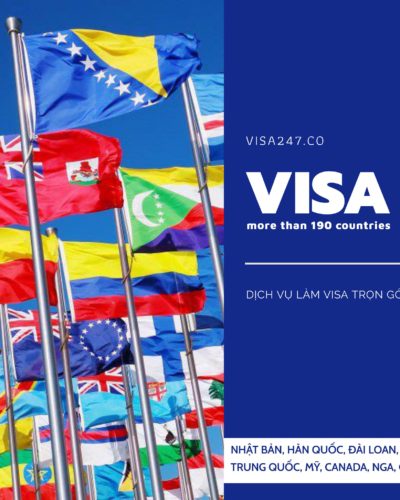 VISA247.CO
VISA
more than 190 countries
DỊCH VỤ LÀM VISA TRỌN
NHẬT BẢN, HÀN QUỐC, ĐÀI LOAN,
TRUNG QUỐC, MỸ, CANADA, NGA,